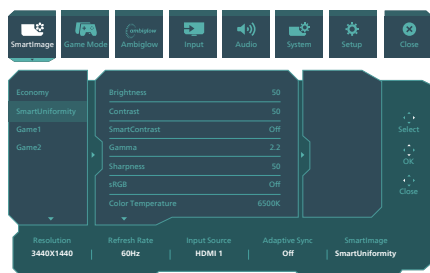 SmartImage
Game Mode
ambiglow
Ambiglow
Input
Audio
System
Setup
Close
Economy
SmartUniformity
Game1
Game2
Brightness 50
Contrast 50
SmartContrast Off
Gamma 2.2
Sharpness 50
sRGB Off
Color Temperature 6500K
Select
OK
Close
Resolution Refresh Rate Input Source Adaptive Sync SmartImage
3440X1440 60Hz HDMI 1 Off SmartUniformity